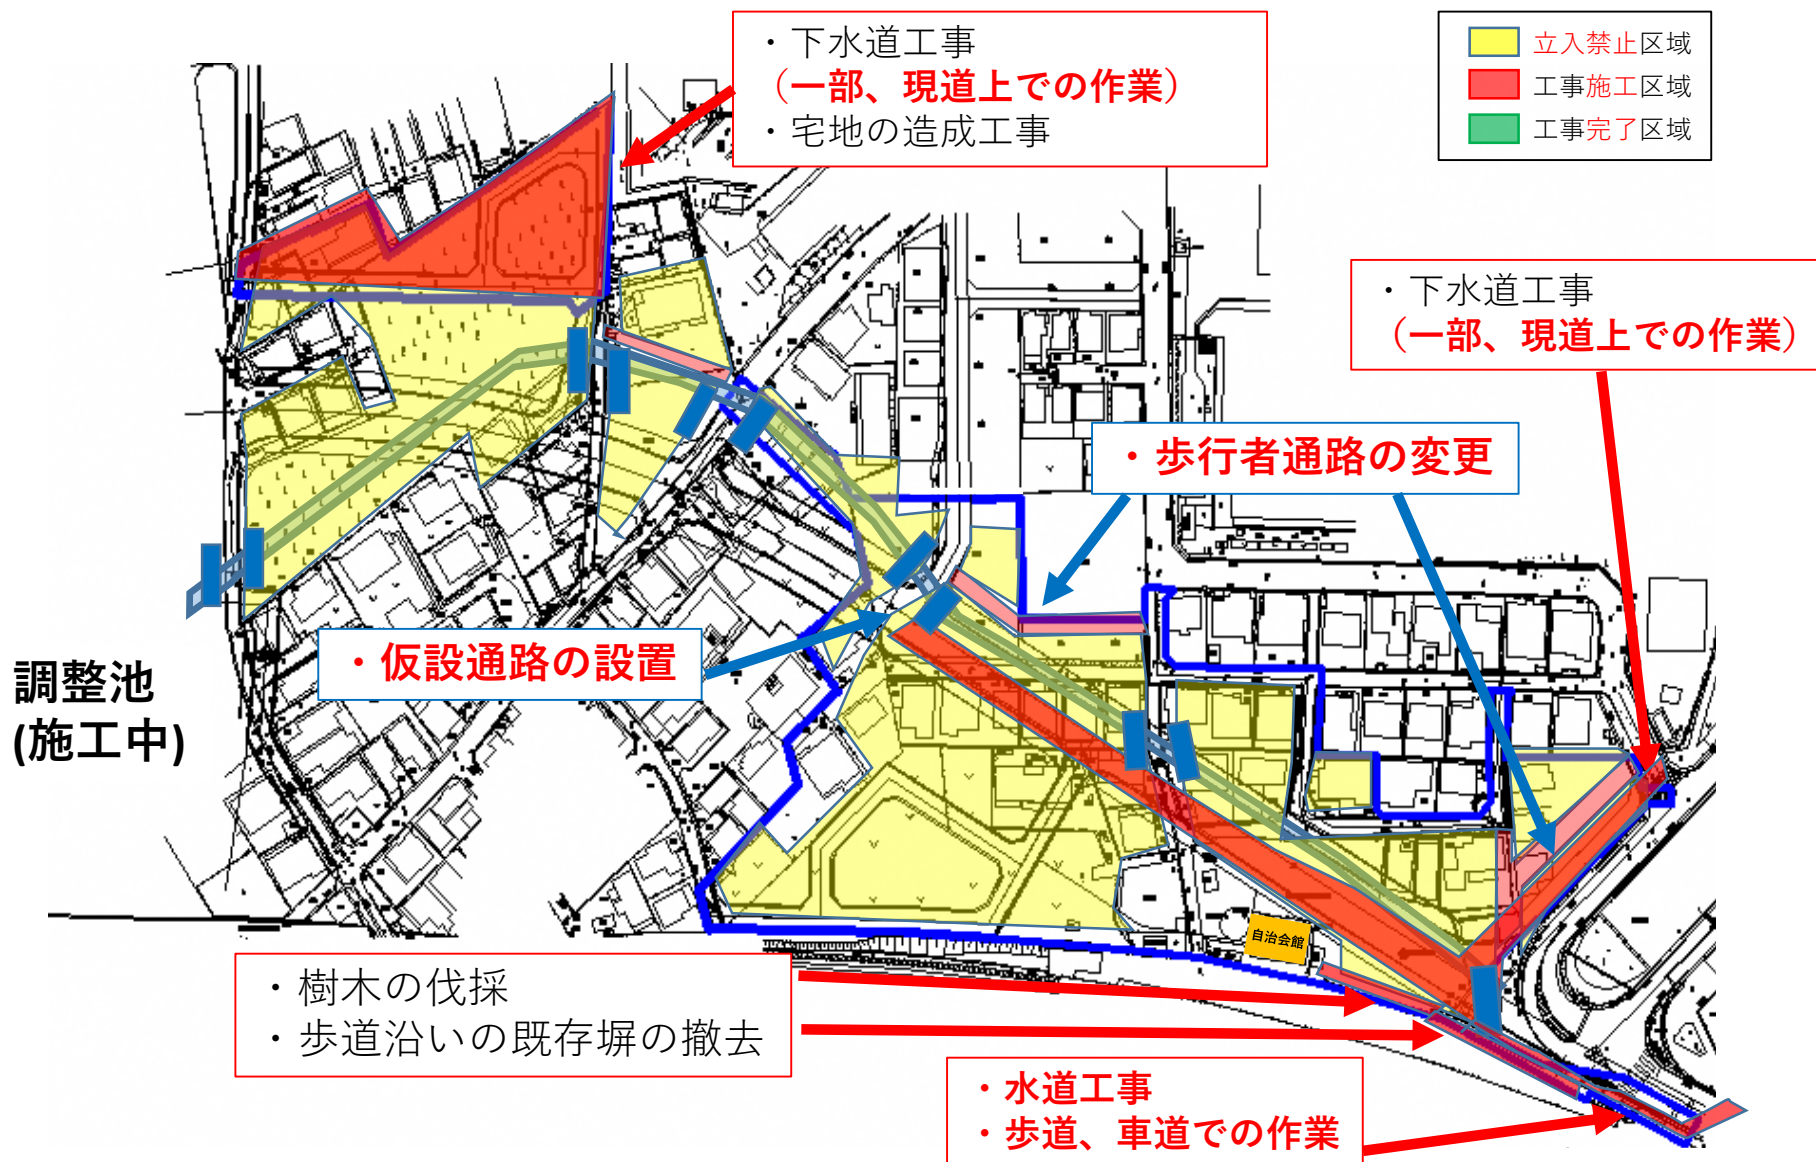 ・下水道工事
（一部、現道上での作業）
・宅地の造成工事
立入禁止区域
工事施工区域
工事完了区域
・下水道工事
（一部、現道上での作業）
・歩行者通路の変更
・仮設通路の設置
調整池
(施工中)
自治会館
・樹木の伐採
・歩道沿いの既存塀の撤去
・水道工事
・歩道、車道での作業